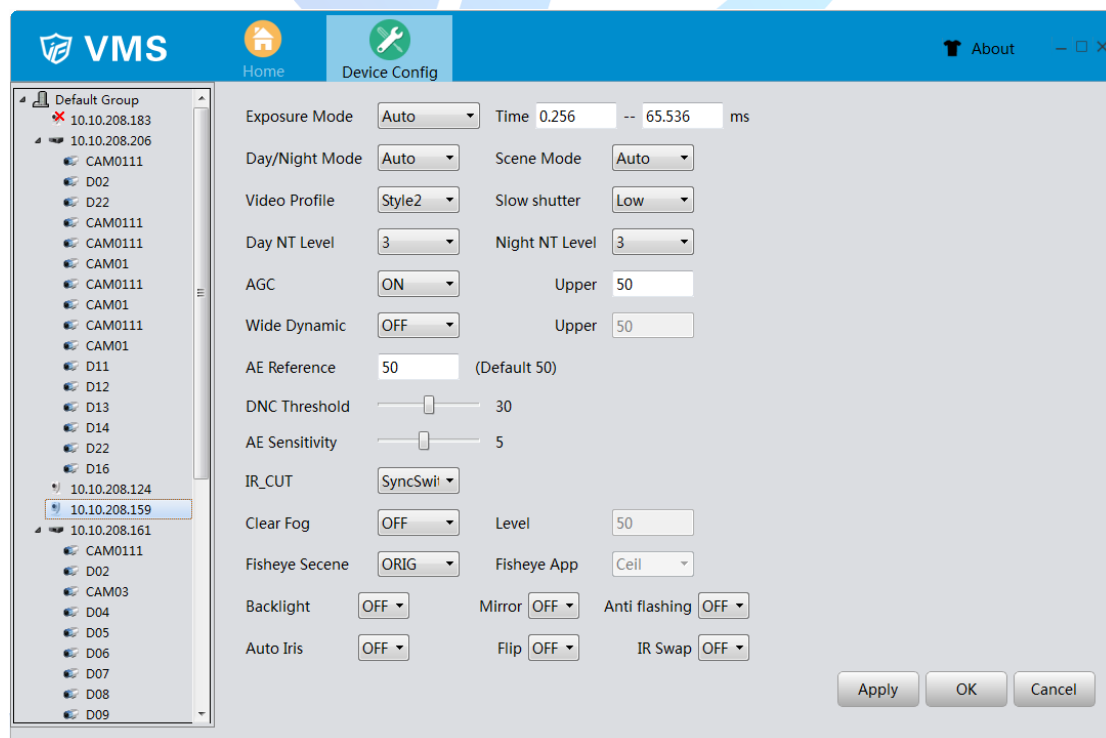 VMS
Home
Device Config
About
Default Group
10.10.208.183
10.10.208.206
CAM0111
D02
D22
CAM0111
CAM0111
CAM01
CAM0111
CAM01
CAM0111
CAM01
D11
D12
D13
D14
D22
D16
10.10.208.124
10.10.208.159
10.10.208.161
CAM0111
D02
CAM03
D04
D05
D06
D07
D08
D09
Exposure Mode Auto Time 0.256 -- 65.536 ms
Day/Night Mode Auto Scene Mode Auto
Video Profile Style2 Slow shutter Low
Day NT Level 3 Night NT Level 3
AGC ON Upper 50
Wide Dynamic OFF Upper 50
AE Reference 50 (Default 50)
DNC Threshold 30
AE Sensitivity 5
IR_CUT SyncSwit
Clear Fog OFF Level 50
Fisheye Secene ORIG Fisheye App Ceil
Backlight OFF Mirror OFF Anti flashing OFF
Auto Iris OFF Flip OFF IR Swap OFF
Apply OK Cancel